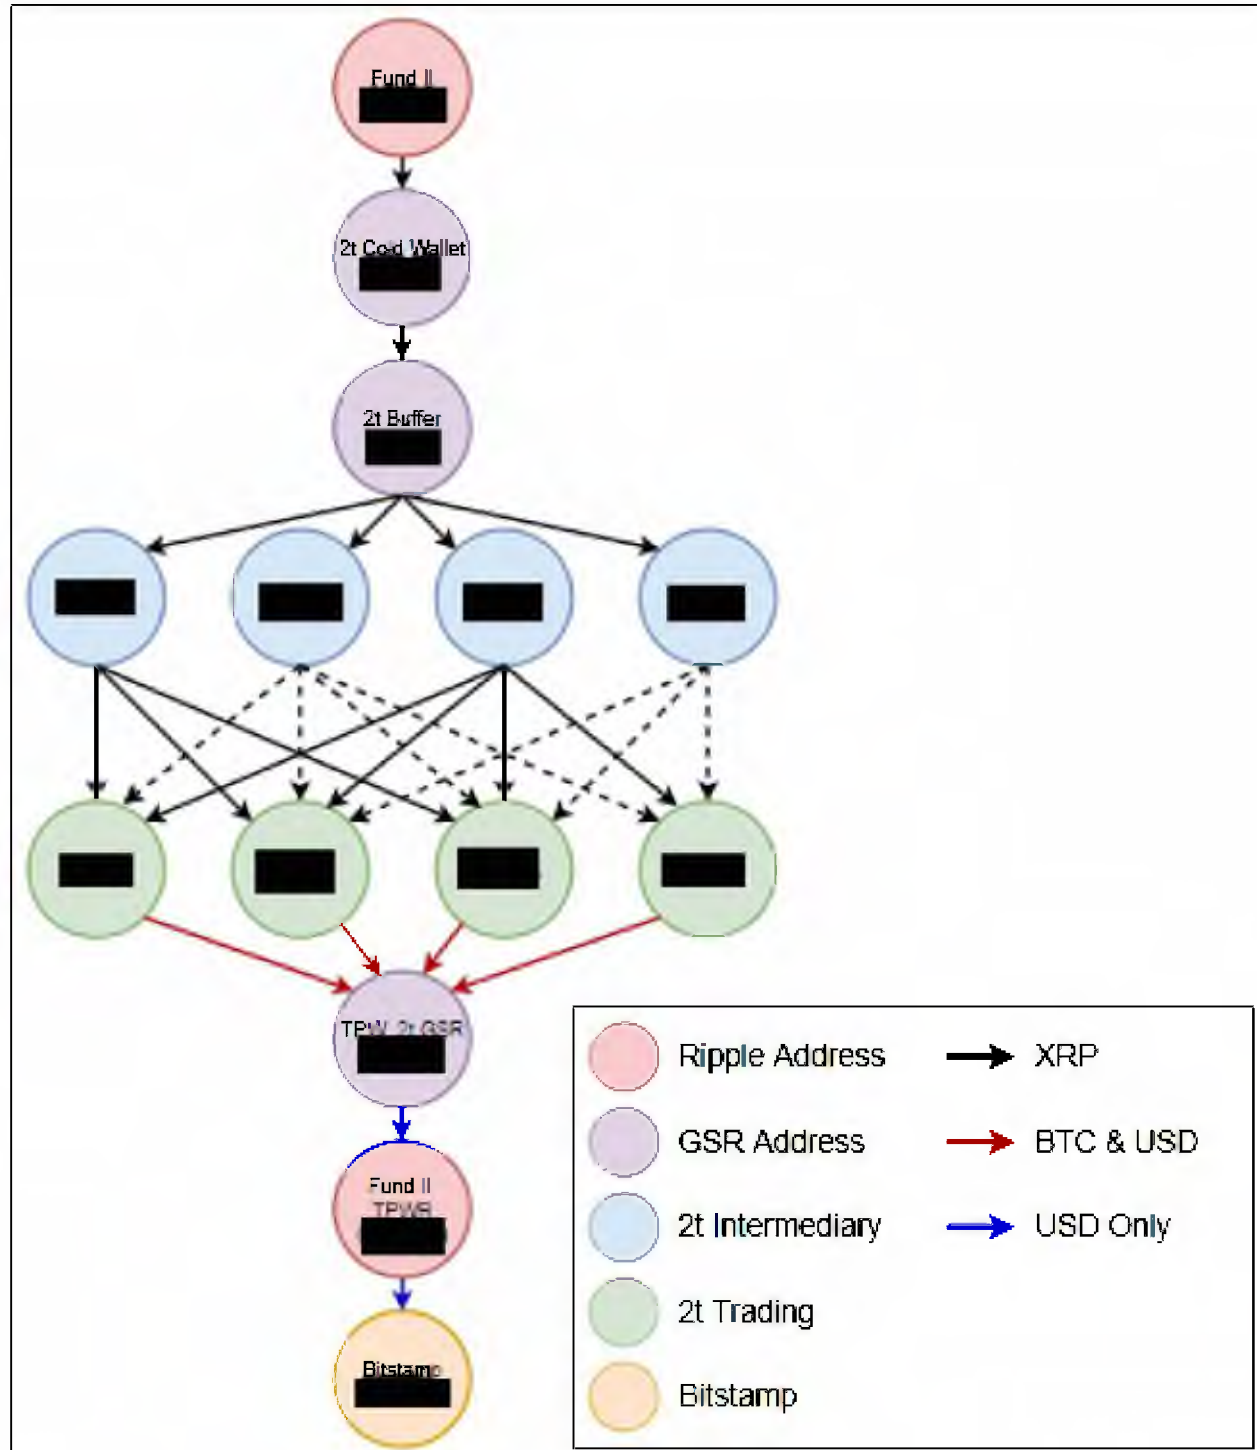 Fund II
2t Cold Wallet
2t Buffer
TPW 2t GSR
Fund II
TPWR
Bitstamp
Ripple Address
XRP
GSR Address
BTC & USD
2t Intermediary
USD Only
2t Trading
Bitstamp